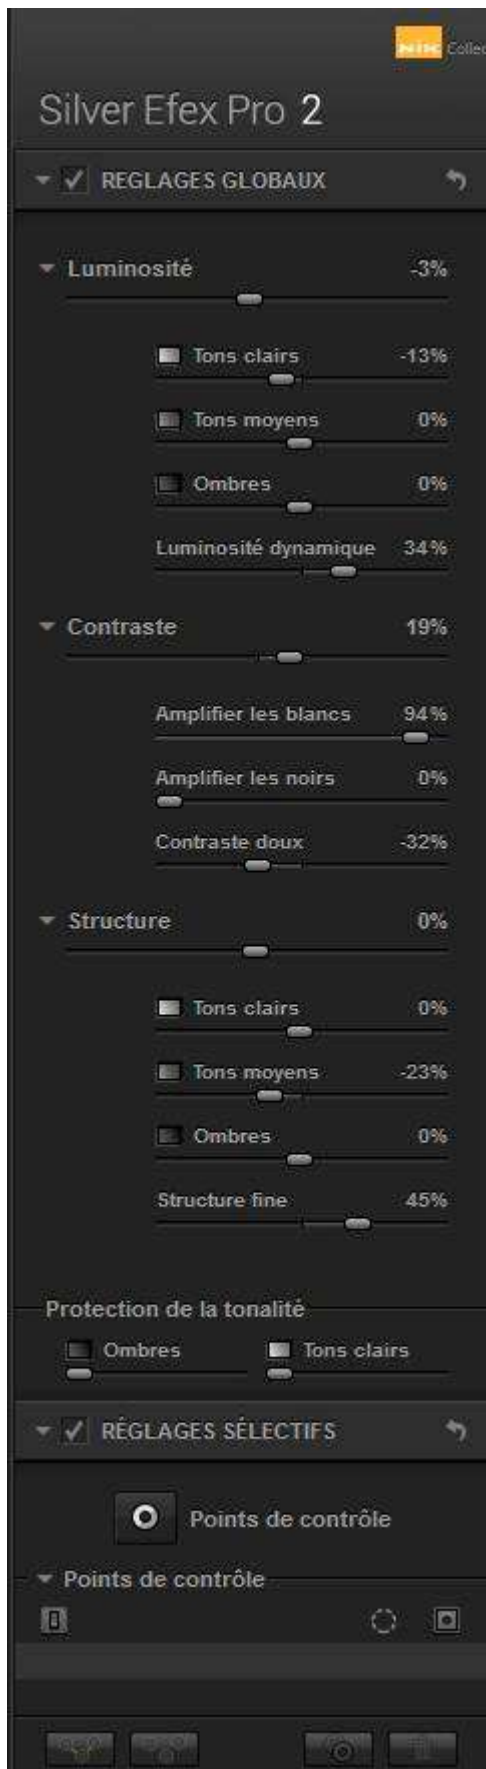 NIK Collec
Silver Efex Pro 2
REGLAGES GLOBAUX
Luminosité -3%
Tons clairs -13%
Tons moyens 0%
Ombres 0%
Luminosité dynamique 34%
Contraste 19%
Amplifier les blancs 94%
Amplifier les noirs 0%
Contraste doux -32%
Structure 0%
Tons clairs 0%
Tons moyens -23%
Ombres 0%
Structure fine 45%
Protection de la tonalité
Ombres Tons clairs
RÉGLAGES SÉLECTIFS
Points de contrôle
Points de contrôle